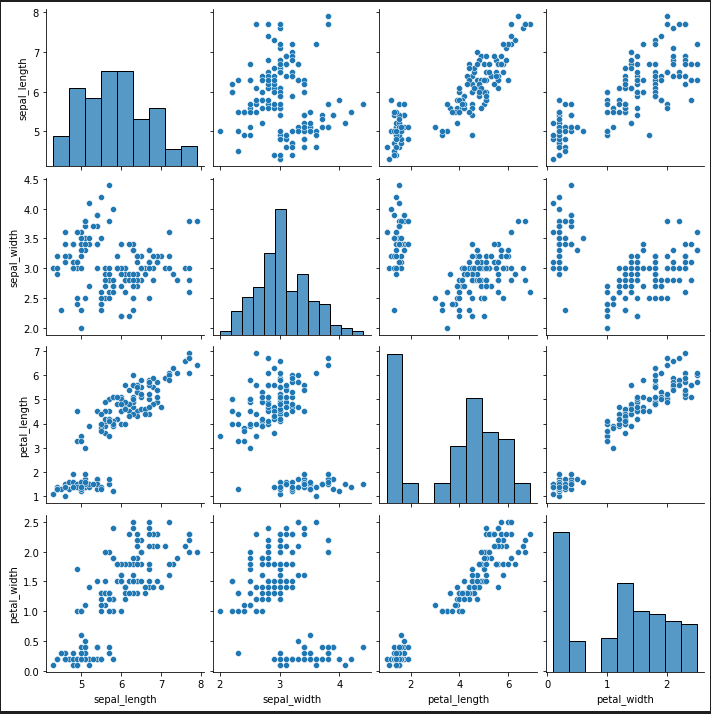 8
7
6
5
sepal_length
4.5
4.0
3.5
3.0
2.5
2.0
sepal_width
7
6
5
4
3
2
1
petal_length
2.5
2.0
1.5
1.0
0.5
0.0
petal_width
5 6 7 8
sepal_length
2 3 4
sepal_width
2 4 6
petal_length
0 1 2
petal_width